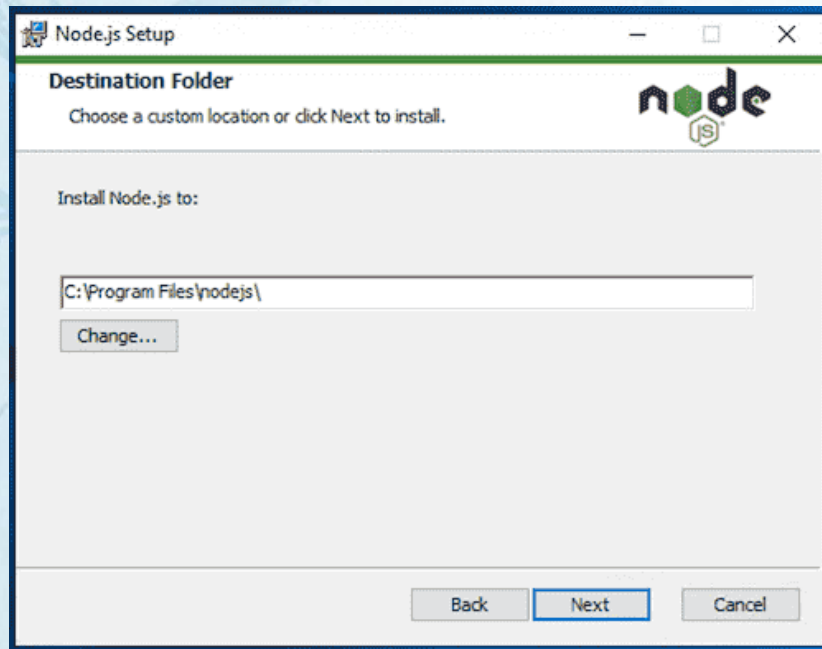 Node.js Setup
Destination Folder
Choose a custom location or click Next to install.
node
JS
Install Node.js to:
C:\Program Files\nodejs\
Change...
Back
Next
Cancel